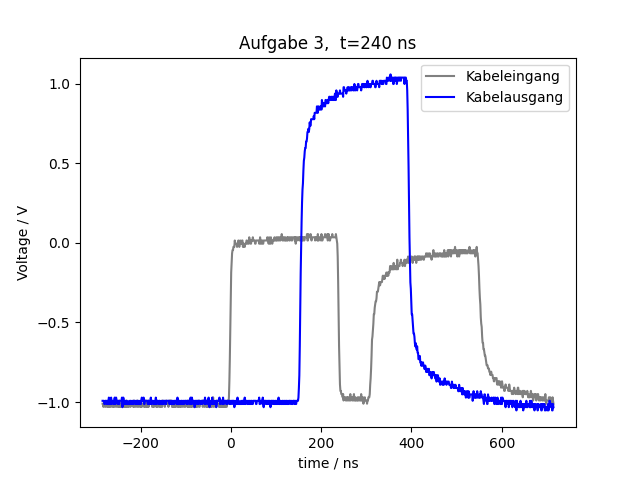 Aufgabe 3,  t=240 ns
Kabeleingang
Kabelausgang
1.0
0.5
0.0
−0.5
−1.0
Voltage / V
−200
0
200
400
600
time / ns